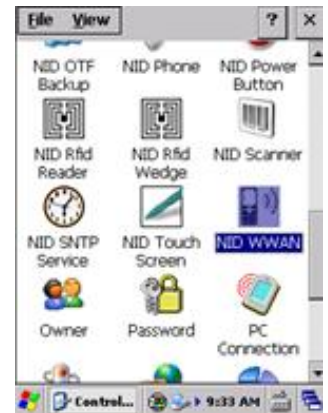 File View ? ×
NID OTF Backup
NID Phone
NID Power Button
NID Rfid Reader
NID Rfid Wedge
NID Scanner
NID SNTP Service
NID Touch Screen
NID WWAN
Owner
Password
PC Connection
Control... 9:33 AM